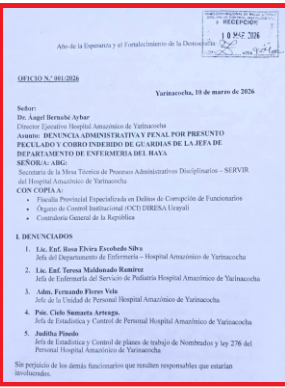 Año de la Esperanza y el Fortalecimiento de la Democracia
RECEPCIÓN
10 MAR 2026
OFICIO N.º 001/2026
Yarinacocha, 10 de marzo de 2026
Señor:
Dr. Ángel Bernabé Aybar
Director Ejecutivo Hospital Amazónico de Yarinacocha
Asunto: DENUNCIA ADMINISTRATIVA Y PENAL POR PRESUNTO
PECULADO Y COBRO INDEBIDO DE GUARDIAS DE LA JEFA DE
DEPARTAMENTO DE ENFERMERIA DEL HAYA
SEÑOR/A: ABG:
Secretaria de la Mesa Técnica de Procesos Administrativos Disciplinarios – SERVIR
del Hospital Amazónico de Yarinacocha
CON COPIA A:
• Fiscalía Provincial Especializada en Delitos de Corrupción de Funcionarios
• Órgano de Control Institucional (OCI) DIRESA Ucayali
• Contraloría General de la República
I. DENUNCIADOS
1. Lic. Enf. Rosa Elvira Escobedo Silva
Jefa del Departamento de Enfermería – Hospital Amazónico de Yarinacocha
2. Lic. Enf. Teresa Maldonado Ramírez
Jefa de Enfermería del Servicio de Pediatría Hospital Amazónico de Yarinacocha
3. Adm. Fernando Flores Vela
Jefe de la Unidad de Personal Hospital Amazónico de Yarinacocha
4. Psic. Cielo Sumaeta Arteaga.
Jefa de Estadística y Control de Personal Hospital Amazónico de Yarinacocha
5. Juditha Pinedo
Jefa de Estadística y Control de planes de trabajo de Nombrados y ley 276 del
Personal Hospital Amazónico de Yarinacocha
Sin perjuicio de los demás funcionarios que resulten responsables que estarían
involucrados.